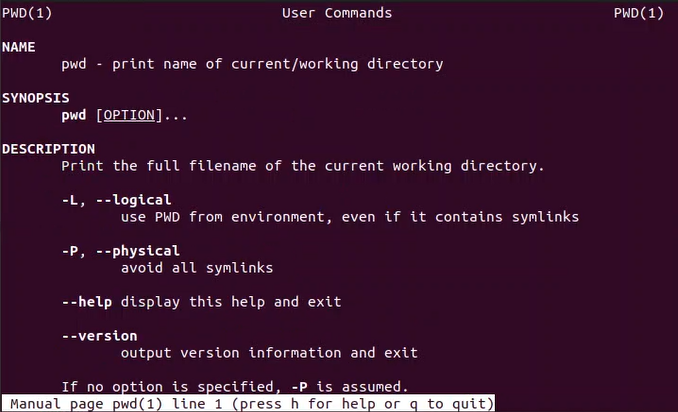 PWD(1) User Commands PWD(1)
NAME
pwd - print name of current/working directory
SYNOPSIS
pwd [OPTION]...
DESCRIPTION
Print the full filename of the current working directory.
-L, --logical
use PWD from environment, even if it contains symlinks
-P, --physical
avoid all symlinks
--help display this help and exit
--version
output version information and exit
If no option is specified, -P is assumed.
Manual page pwd(1) line 1 (press h for help or q to quit)